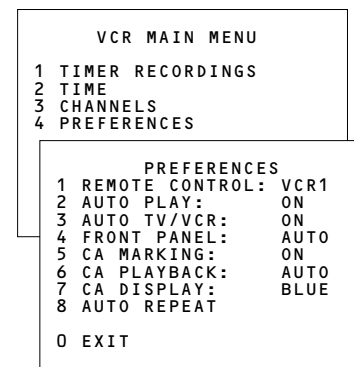 VCR MAIN MENU
1 TIMER RECORDINGS
2 TIME
3 CHANNELS
4 PREFERENCES
PREFERENCES
1 REMOTE CONTROL: VCR1
2 AUTO PLAY: ON
3 AUTO TV/VCR: ON
4 FRONT PANEL: AUTO
5 CA MARKING: ON
6 CA PLAYBACK: AUTO
7 CA DISPLAY: BLUE
8 AUTO REPEAT
0 EXIT